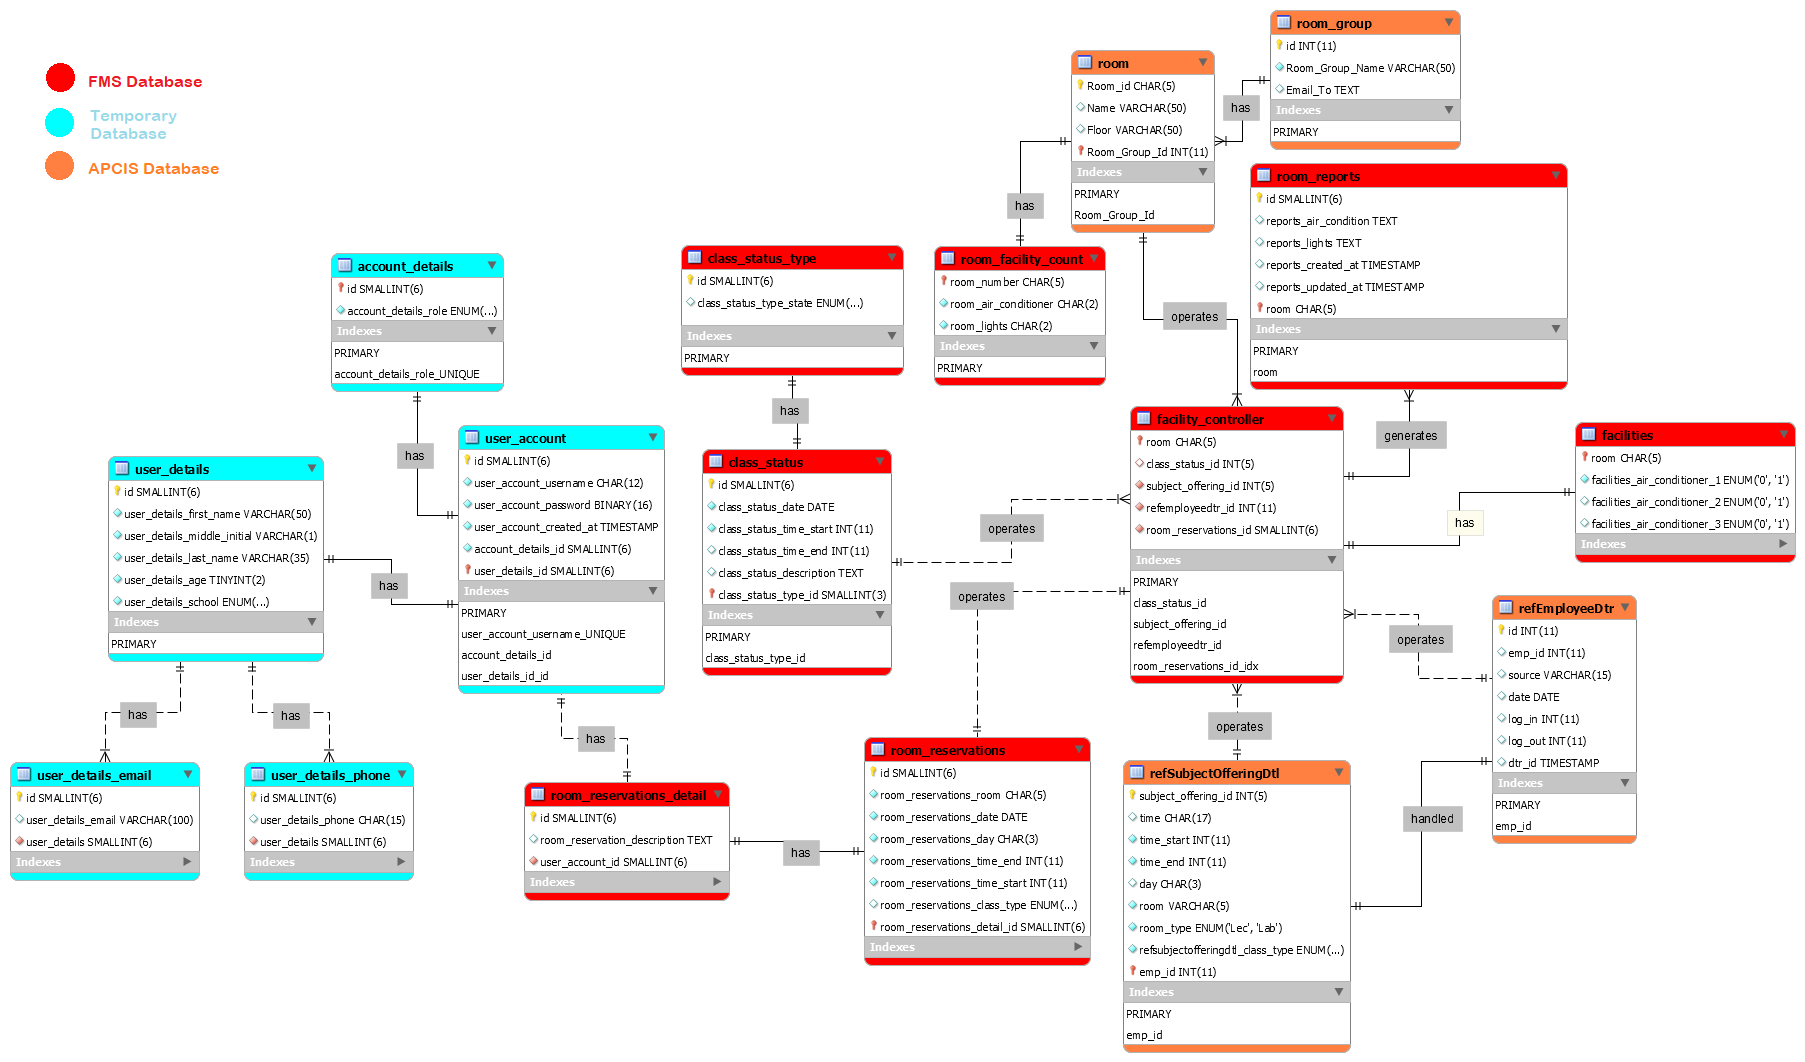 FMS Database
Temporary
Database
APCIS Database
room_group
id INT(11)
Room_Group_Name VARCHAR(50)
Email_To TEXT
Indexes
PRIMARY
room
Room_id CHAR(5)
Name VARCHAR(50)
Floor VARCHAR(50)
Room_Group_Id INT(11)
Indexes
PRIMARY
Room_Group_Id
has
has
room_reports
id SMALLINT(6)
reports_air_condition TEXT
reports_lights TEXT
reports_created_at TIMESTAMP
reports_updated_at TIMESTAMP
room CHAR(5)
Indexes
PRIMARY
room
account_details
id SMALLINT(6)
account_details_role ENUM(...)
Indexes
PRIMARY
account_details_role_UNIQUE
class_status_type
id SMALLINT(6)
class_status_type_state ENUM(...)
Indexes
PRIMARY
room_facility_count
room_number CHAR(5)
room_air_conditioner CHAR(2)
room_lights CHAR(2)
Indexes
PRIMARY
operates
has
has
generates
user_details
id SMALLINT(6)
user_details_first_name VARCHAR(50)
user_details_middle_initial VARCHAR(1)
user_details_last_name VARCHAR(35)
user_details_age TINYINT(2)
user_details_school ENUM(...)
Indexes
PRIMARY
has
user_account
id SMALLINT(6)
user_account_username CHAR(12)
user_account_password BINARY(16)
user_account_created_at TIMESTAMP
account_details_id SMALLINT(6)
user_details_id SMALLINT(6)
Indexes
PRIMARY
user_account_username_UNIQUE
account_details_id
user_details_id_id
class_status
id SMALLINT(6)
class_status_date DATE
class_status_time_start INT(11)
class_status_time_end INT(11)
class_status_description TEXT
class_status_type_id SMALLINT(3)
Indexes
PRIMARY
class_status_type_id
operates
operates
facility_controller
room CHAR(5)
class_status_id INT(5)
subject_offering_id INT(5)
refemployeedtr_id INT(11)
room_reservations_id SMALLINT(6)
Indexes
PRIMARY
class_status_id
subject_offering_id
refemployeedtr_id
room_reservations_id_idx
has
facilities
room CHAR(5)
facilities_air_conditioner_1 ENUM('0', '1')
facilities_air_conditioner_2 ENUM('0', '1')
facilities_air_conditioner_3 ENUM('0', '1')
Indexes
operates
refEmployeeDtr
id INT(11)
emp_id INT(11)
source VARCHAR(15)
date DATE
log_in INT(11)
log_out INT(11)
dtr_id TIMESTAMP
Indexes
PRIMARY
emp_id
has
has
has
operates
user_details_email
id SMALLINT(6)
user_details_email VARCHAR(100)
user_details SMALLINT(6)
Indexes
user_details_phone
id SMALLINT(6)
user_details_phone CHAR(15)
user_details SMALLINT(6)
Indexes
room_reservations_detail
id SMALLINT(6)
room_reservation_description TEXT
user_account_id SMALLINT(6)
Indexes
has
room_reservations
id SMALLINT(6)
room_reservations_room CHAR(5)
room_reservations_date DATE
room_reservations_day CHAR(3)
room_reservations_time_end INT(11)
room_reservations_time_start INT(11)
room_reservations_class_type ENUM(...)
room_reservations_detail_id SMALLINT(6)
Indexes
refSubjectOfferingDtl
subject_offering_id INT(5)
time CHAR(17)
time_start INT(11)
time_end INT(11)
day CHAR(3)
room VARCHAR(5)
room_type ENUM('Lec', 'Lab')
refsubjectofferingdtl_class_type ENUM(...)
emp_id INT(11)
Indexes
PRIMARY
emp_id
handled